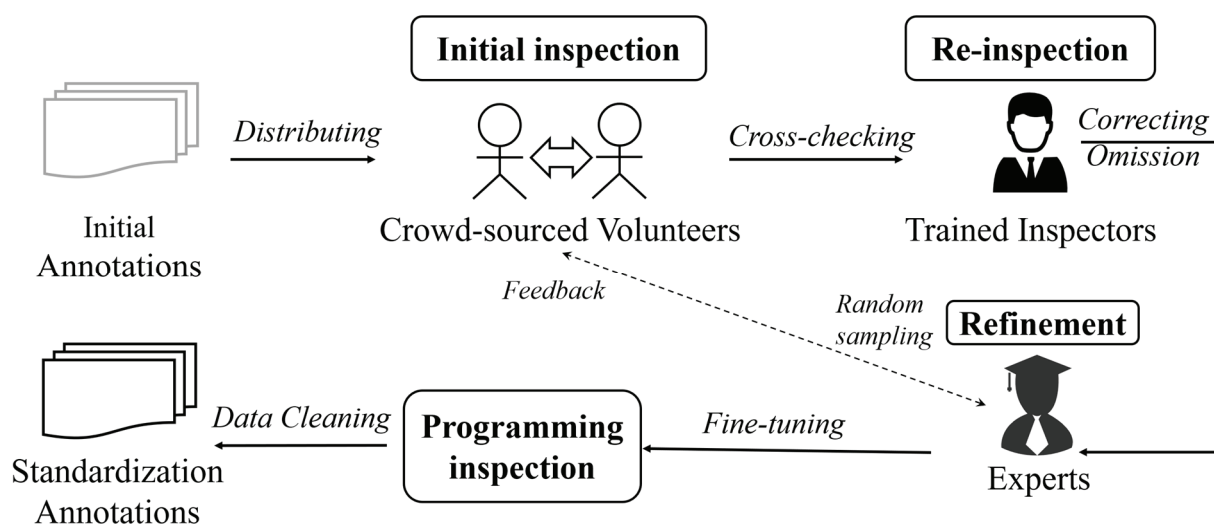 Initial inspection
Re-inspection
Distributing
Cross-checking
Correcting
Omission
Initial
Annotations
Crowd-sourced Volunteers
Trained Inspectors
Feedback
Random
sampling
Refinement
Data Cleaning
Programming
inspection
Fine-tuning
Experts
Standardization
Annotations